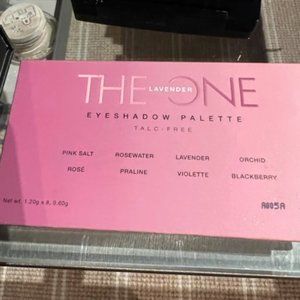 THE ONE
LAVENDER
EYESHADOW PALETTE
TALC-FREE
PINK SALT ROSEWATER LAVENDER ORCHID
ROSÉ PRALINE VIOLETTE BLACKBERRY
Net wt. 1.20g x 8, 9.60g A005A